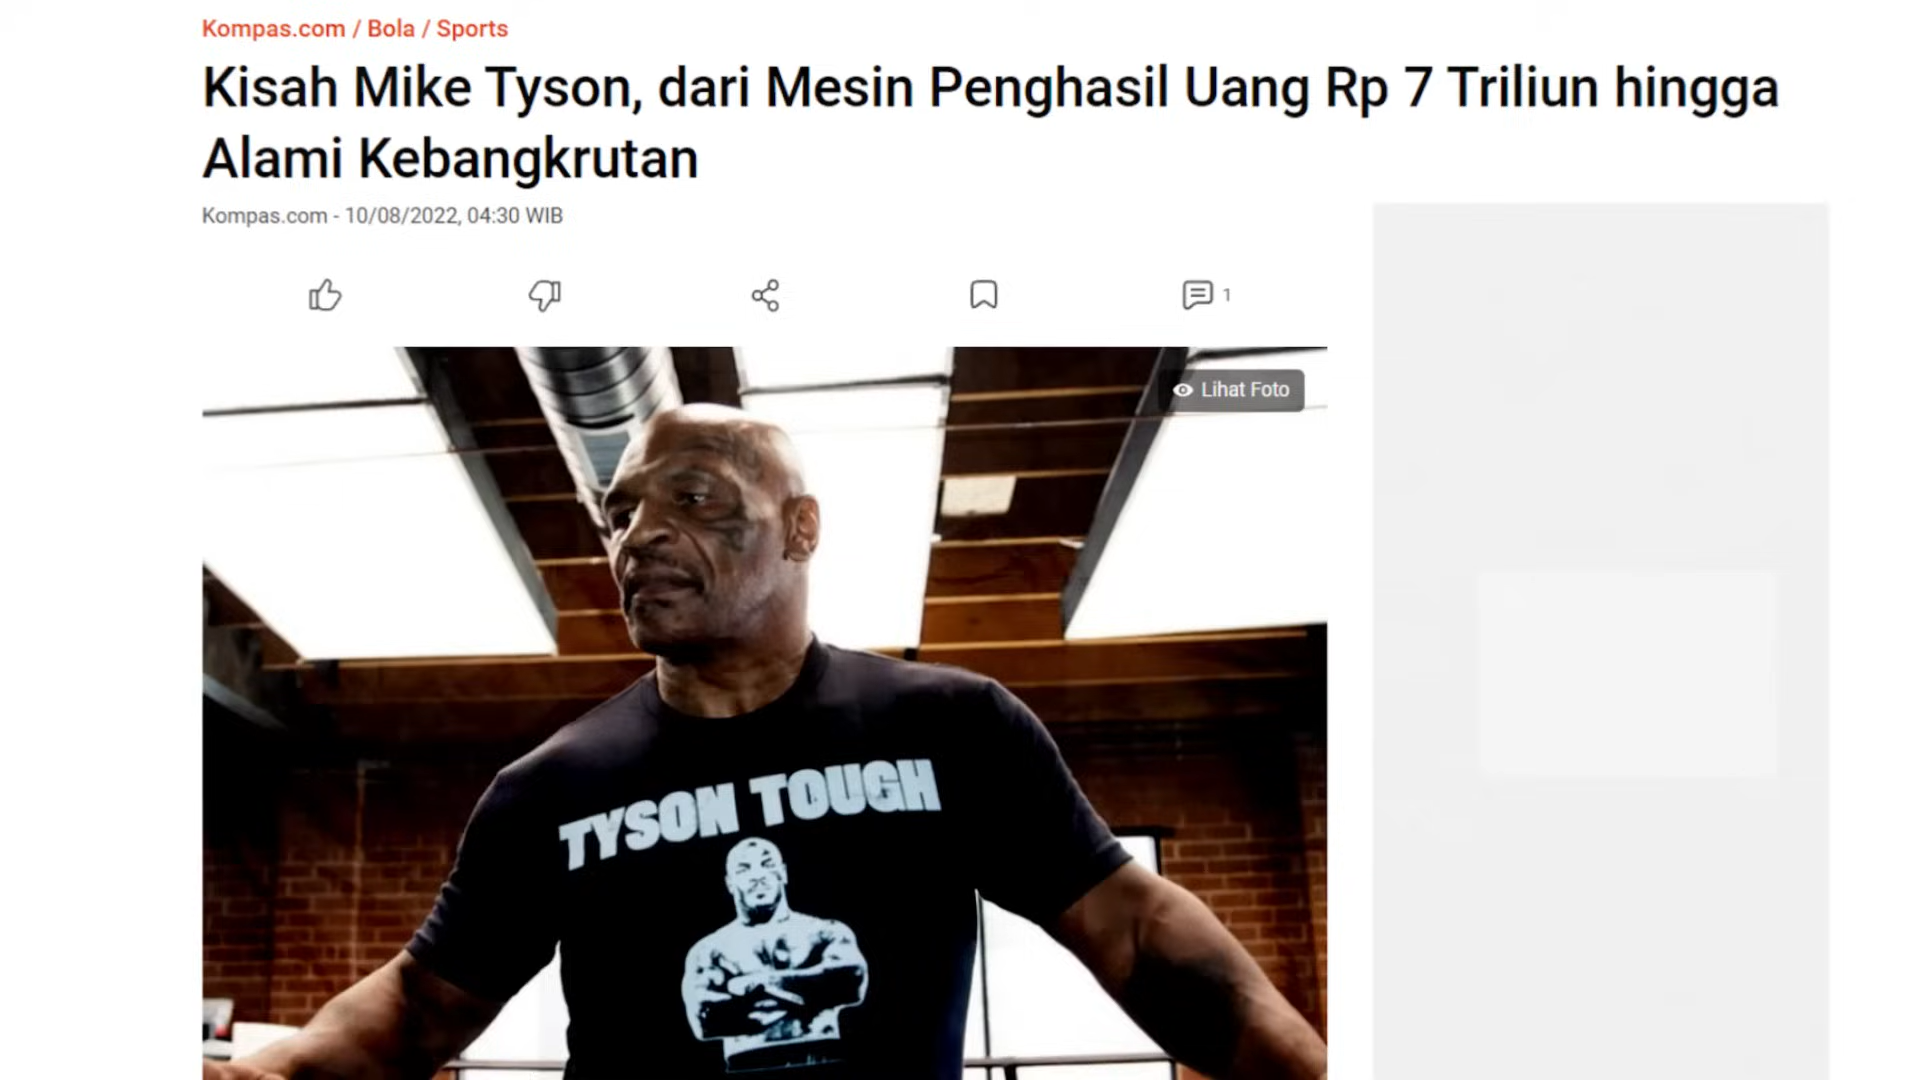 Kompas.com / Bola / Sports
Kisah Mike Tyson, dari Mesin Penghasil Uang Rp 7 Triliun hingga
Alami Kebangkrutan
Kompas.com - 10/08/2022, 04:30 WIB
1
Lihat Foto
TYSON TOUGH